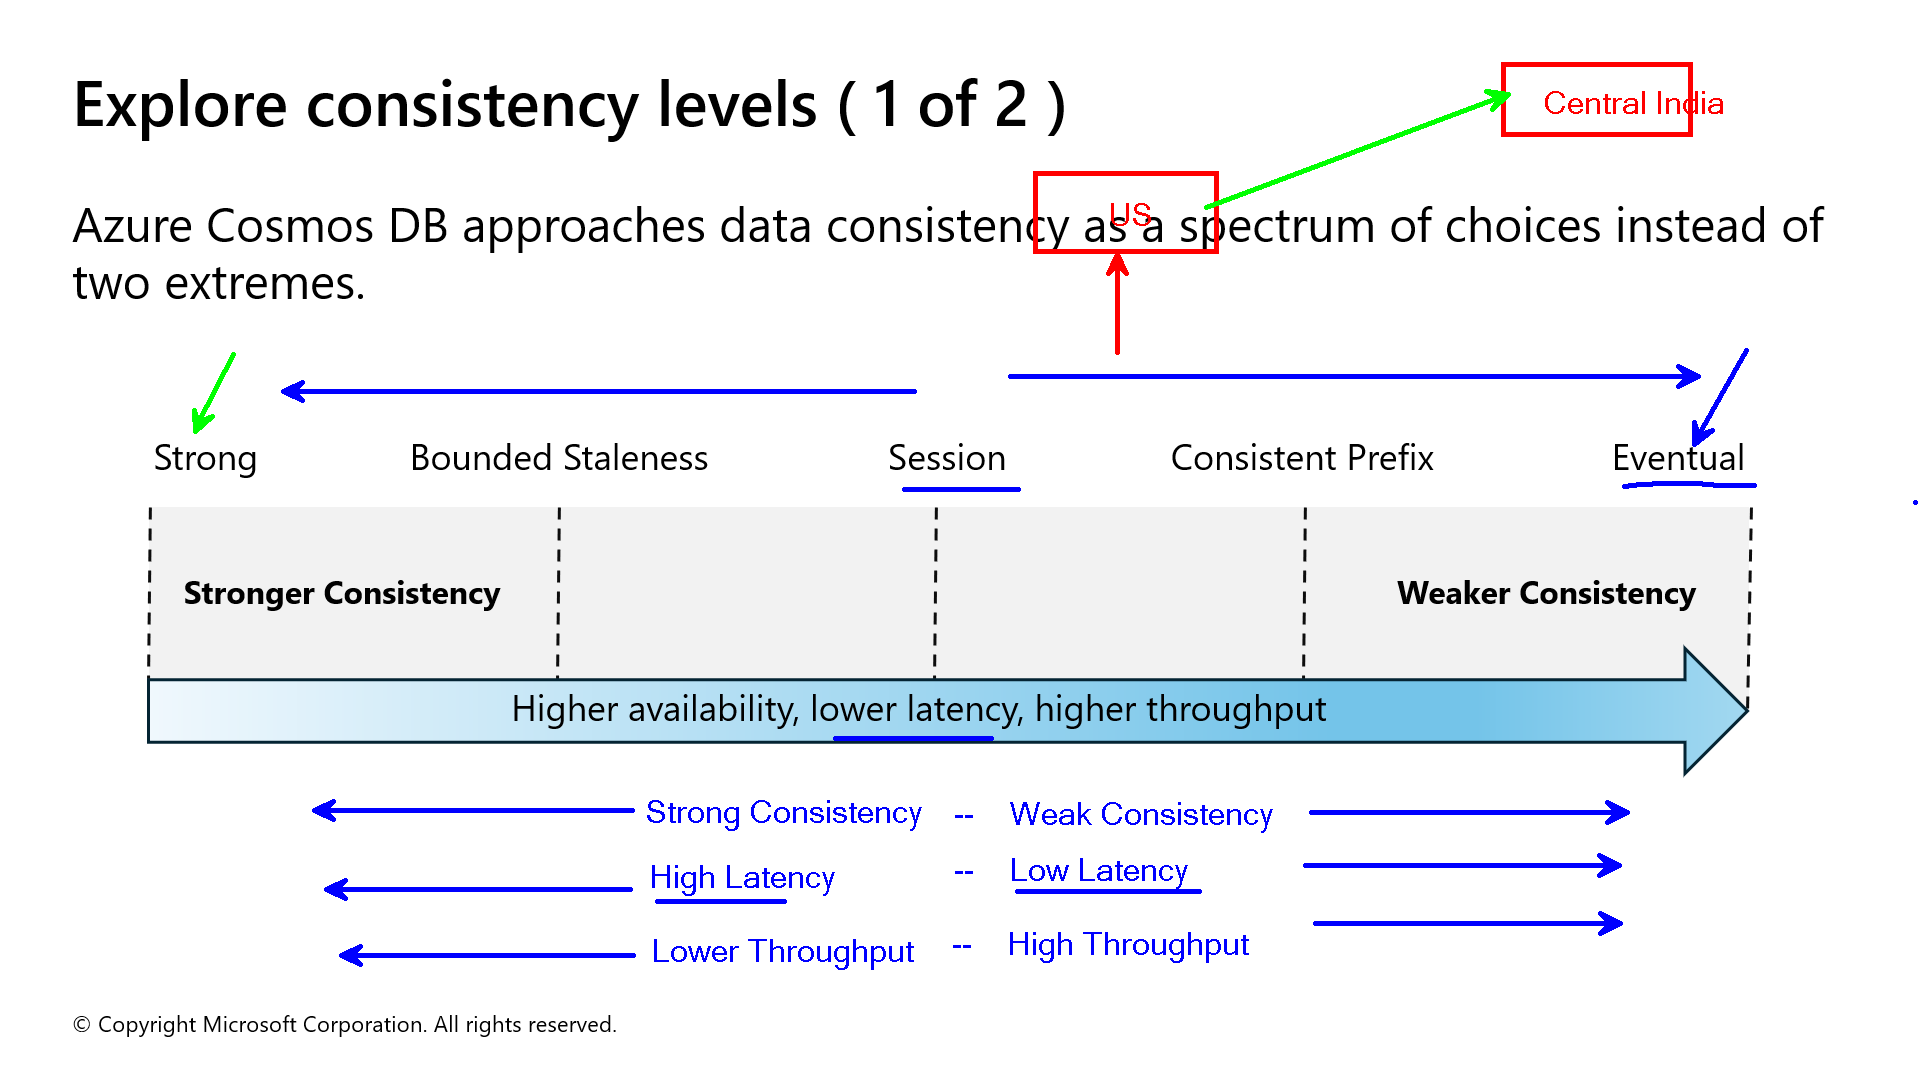 Explore consistency levels ( 1 of 2 )
Central India
US
Azure Cosmos DB approaches data consistency as a spectrum of choices instead of
two extremes.
Strong Bounded Staleness Session Consistent Prefix Eventual
Stronger Consistency Weaker Consistency
Higher availability, lower latency, higher throughput
Strong Consistency -- Weak Consistency
High Latency -- Low Latency
Lower Throughput -- High Throughput
© Copyright Microsoft Corporation. All rights reserved.